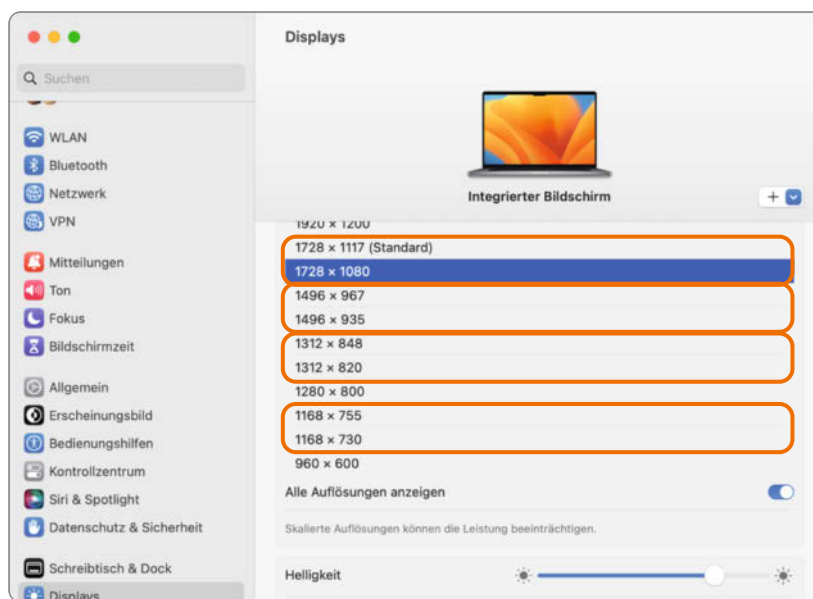 Displays
Suchen
WLAN
Bluetooth
Netzwerk
VPN
Mitteilungen
Ton
Fokus
Bildschirmzeit
Allgemein
Erscheinungsbild
Bedienungshilfen
Kontrollzentrum
Siri & Spotlight
Datenschutz & Sicherheit
Schreibtisch & Dock
Displays
Integrierter Bildschirm
1920 × 1200
1728 × 1117 (Standard)
1728 × 1080
1496 × 967
1496 × 935
1312 × 848
1312 × 820
1280 × 800
1168 × 755
1168 × 730
960 × 600
Alle Auflösungen anzeigen
Skalierte Auflösungen können die Leistung beeinträchtigen.
Helligkeit